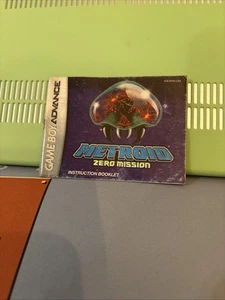 GAME BOY ADVANCE
METROID
ZERO MISSION
INSTRUCTION BOOKLET